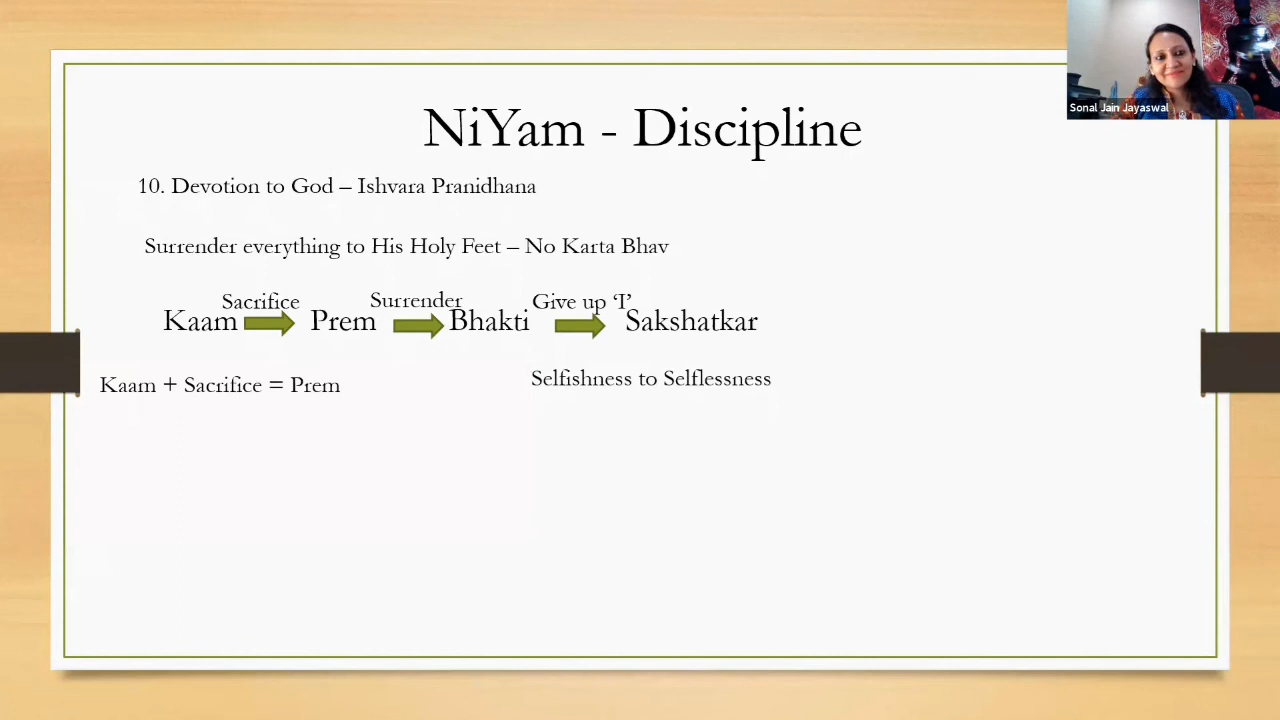 Sonal Jain Jayaswal
NiYam - Discipline
10. Devotion to God – Ishvara Pranidhana
Surrender everything to His Holy Feet – No Karta Bhav
Sacrifice Surrender Give up ‘I’
Kaam Prem Bhakti Sakshatkar
Kaam + Sacrifice = Prem
Selfishness to Selflessness